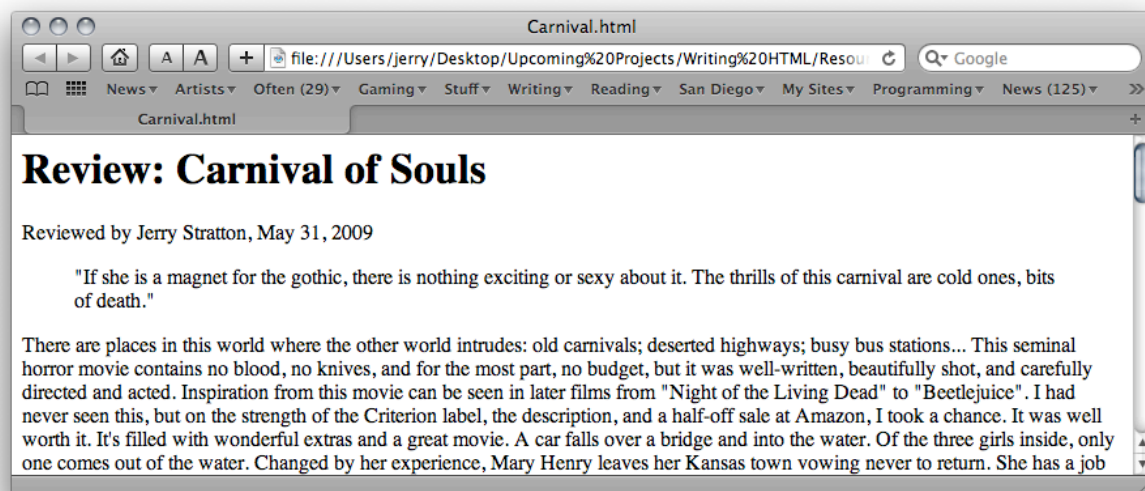 Carnival.html
A A + file:///Users/jerry/Desktop/Upcoming%20Projects/Writing%20HTML/Resou Google
News Artists Often (29) Gaming Stuff Writing Reading San Diego My Sites Programming News (125) »
Carnival.html +
Review: Carnival of Souls
Reviewed by Jerry Stratton, May 31, 2009
"If she is a magnet for the gothic, there is nothing exciting or sexy about it. The thrills of this carnival are cold ones, bits
of death."
There are places in this world where the other world intrudes: old carnivals; deserted highways; busy bus stations... This seminal
horror movie contains no blood, no knives, and for the most part, no budget, but it was well-written, beautifully shot, and carefully
directed and acted. Inspiration from this movie can be seen in later films from "Night of the Living Dead" to "Beetlejuice". I had
never seen this, but on the strength of the Criterion label, the description, and a half-off sale at Amazon, I took a chance. It was well
worth it. It's filled with wonderful extras and a great movie. A car falls over a bridge and into the water. Of the three girls inside, only
one comes out of the water. Changed by her experience, Mary Henry leaves her Kansas town vowing never to return. She has a job